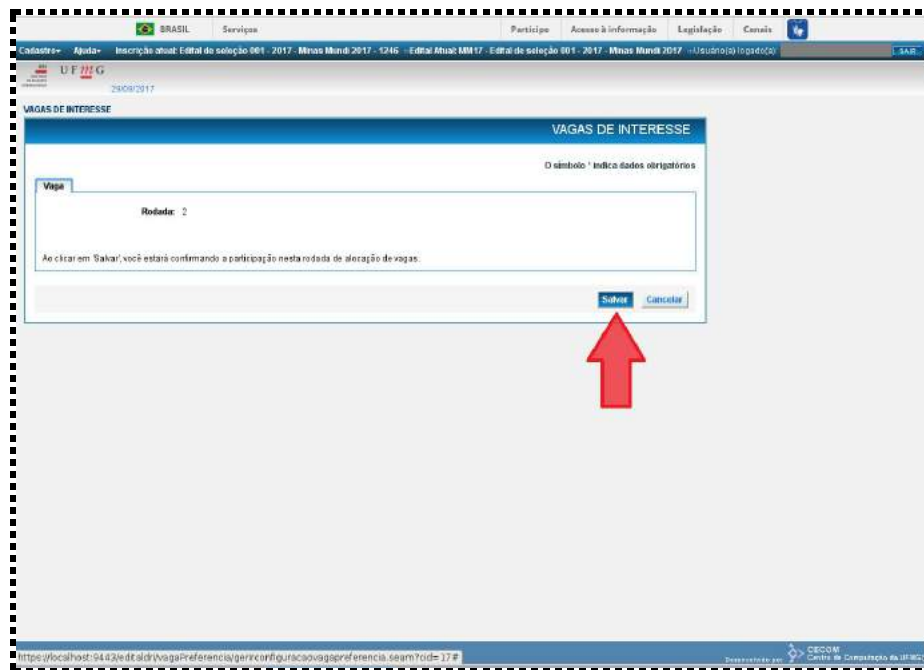 BRASIL Serviços Participe Acesso à informação Legislação Canais
Cadastro Ajuda Inscrição atual: Edital de seleção 001 - 2017 - Minas Mundi 2017 - 1246 - Edital Atual: MM17 - Edital de seleção 001 - 2017 - Minas Mundi 2017 - Usuário(a) logado(a): SAIR
UFMG
29/08/2017
VAGAS DE INTERESSE
VAGAS DE INTERESSE
O símbolo * indica dados obrigatórios
Vaga
Rodada: 2
Ao clicar em 'Salvar', você estará confirmando a participação nesta rodada de alocação de vagas.
Salvar Cancelar
https://localhost:9443/editaldri/vagaPreferencia/gerirconfiguracaovagapreferencia.seam?cid=17#
Desenvolvido por CECOM
Centro de Computação da UFMG